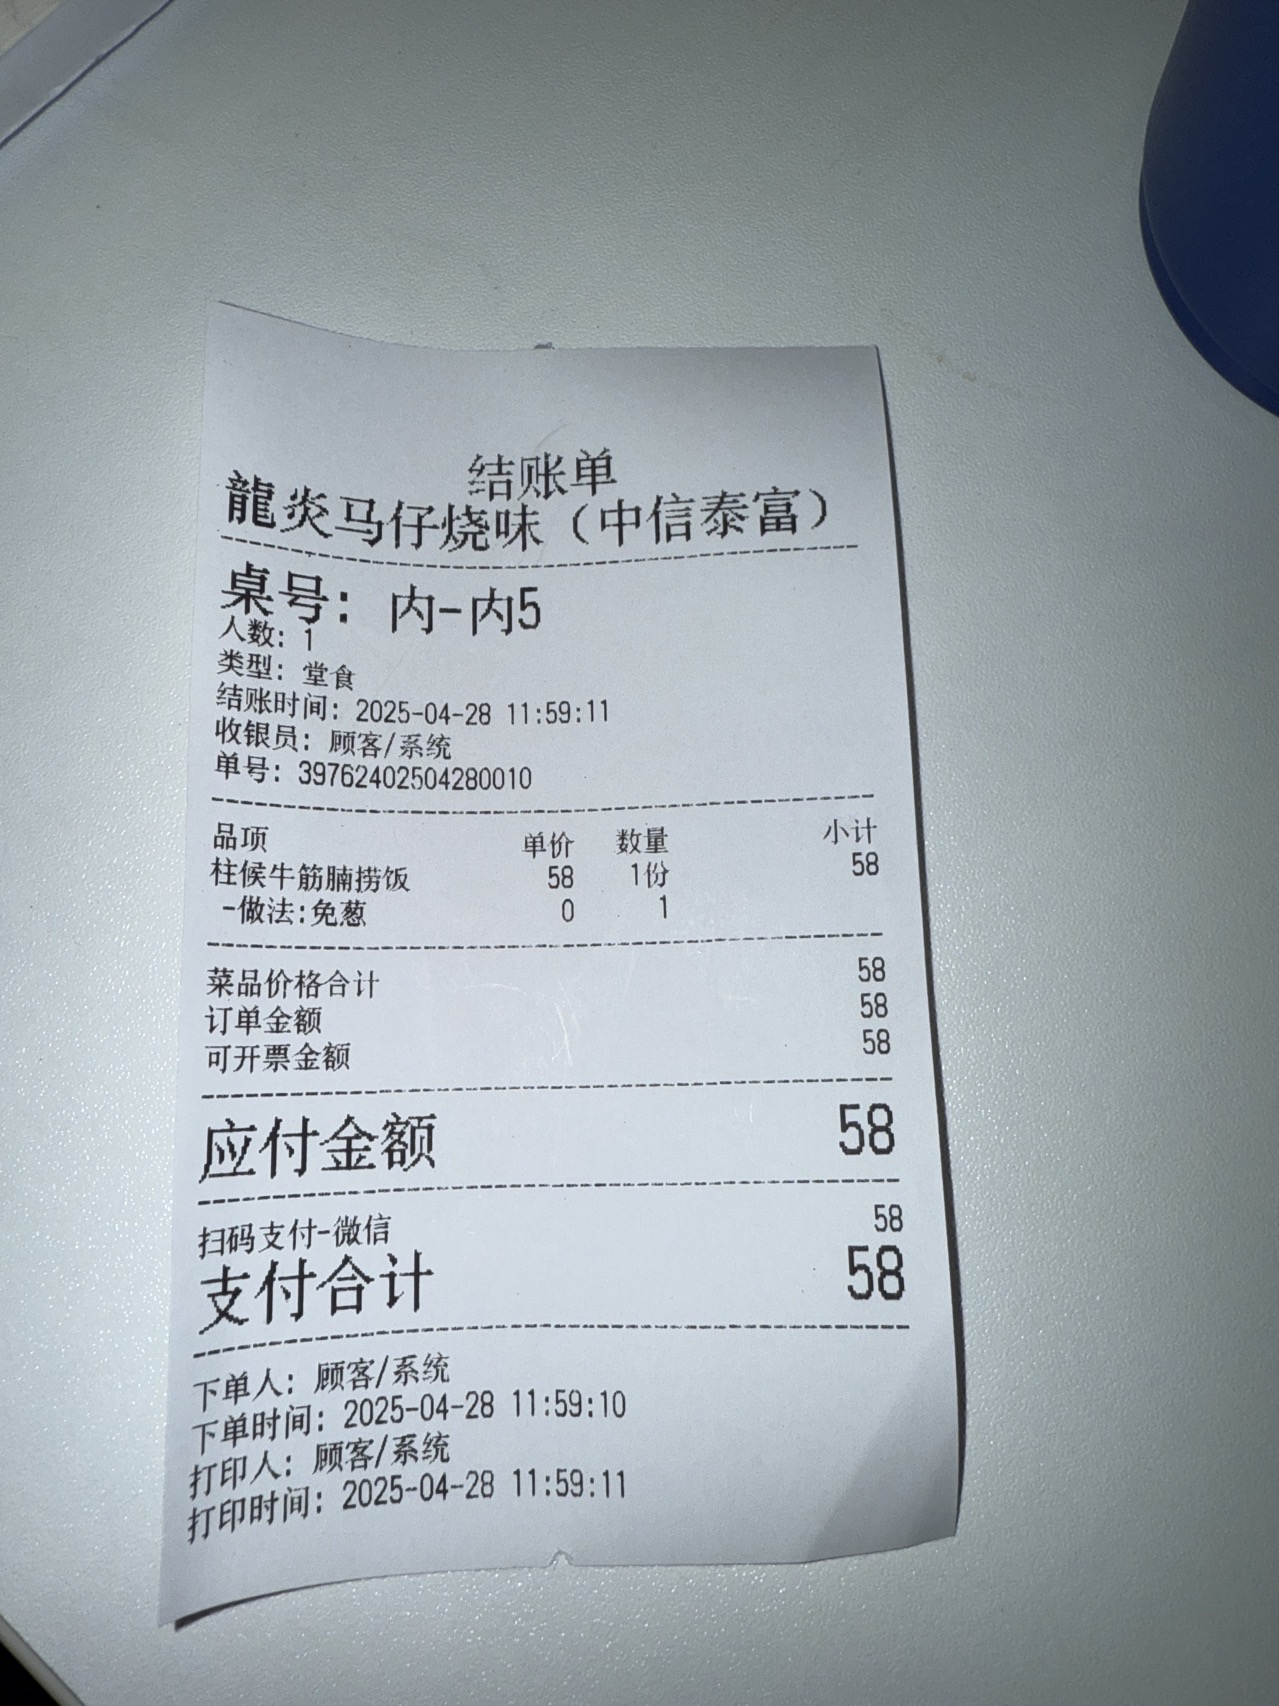 结账单
龍炎马仔烧味（中信泰富）
桌号: 内-内5
人数: 1
类型: 堂食
结账时间: 2025-04-28 11:59:11
收银员: 顾客/系统
单号: 39762402504280010
品项 单价 数量 小计
柱候牛筋腩捞饭 58 1份 58
-做法:免葱 0 1
菜品价格合计 58
订单金额 58
可开票金额 58
应付金额 58
扫码支付-微信 58
支付合计 58
下单人: 顾客/系统
下单时间: 2025-04-28 11:59:10
打印人: 顾客/系统
打印时间: 2025-04-28 11:59:11